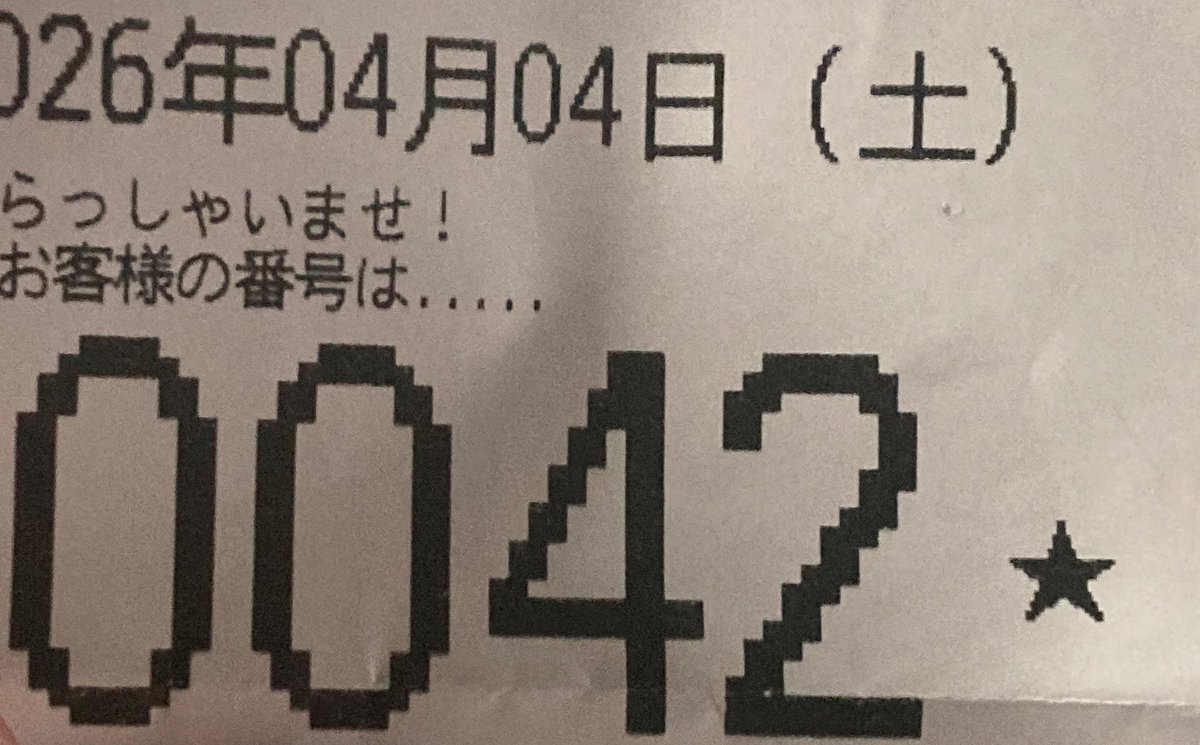 026年04月04日（土）
らっしゃいませ！
お客様の番号は.....
0042★